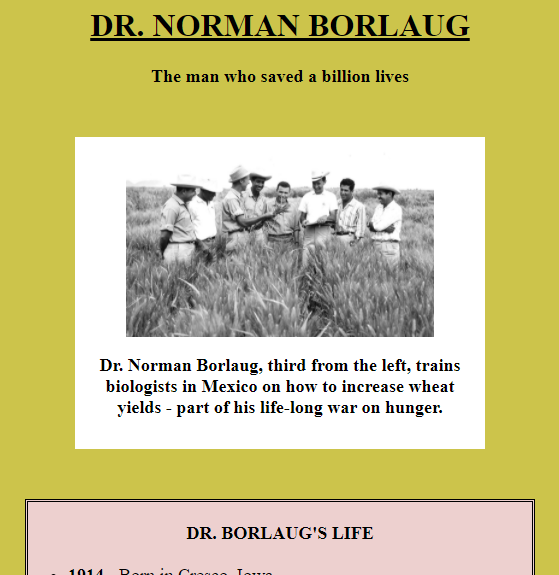 DR. NORMAN BORLAUG
The man who saved a billion lives
Dr. Norman Borlaug, third from the left, trains
biologists in Mexico on how to increase wheat
yields - part of his life-long war on hunger.
DR. BORLAUG'S LIFE
1914 - Born in Cresco, Iowa